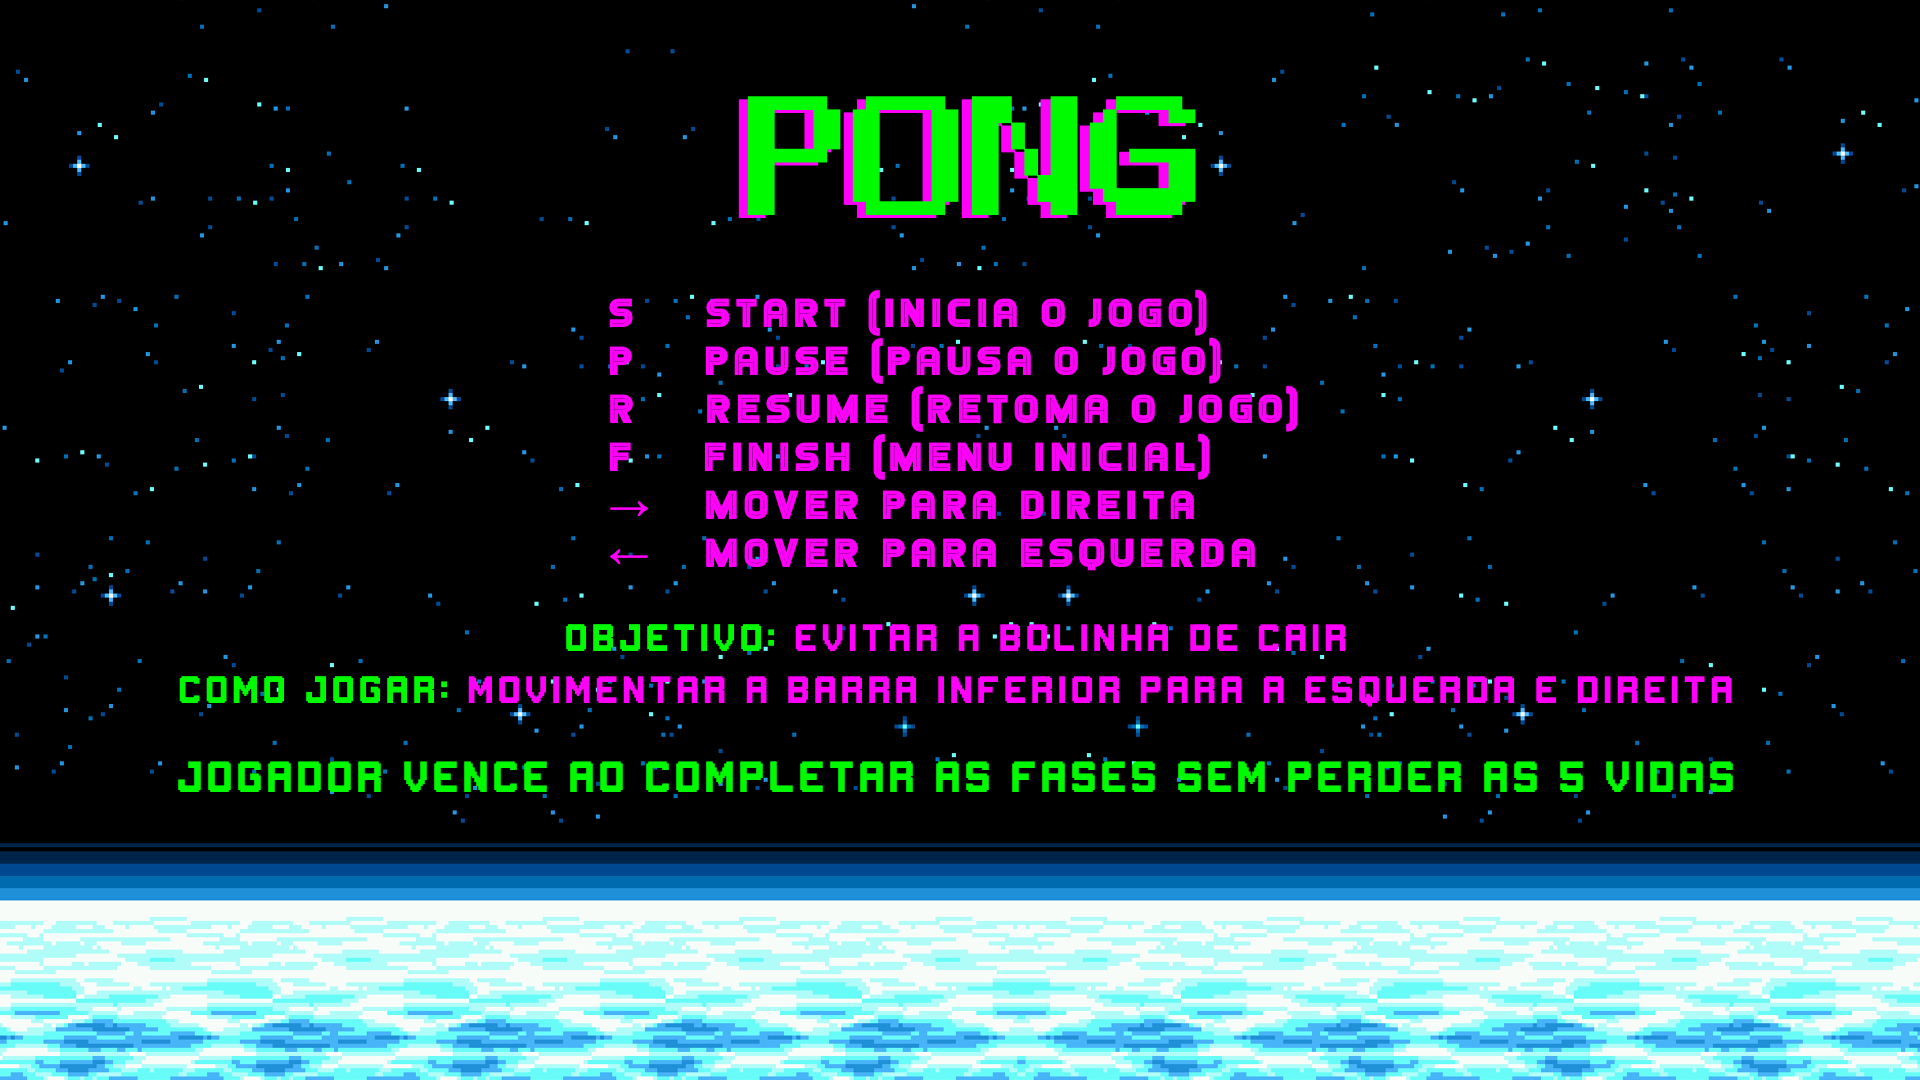 PONG
S START (INICIA O JOGO)
P PAUSE (PAUSA O JOGO)
R RESUME (RETOMA O JOGO)
F FINISH (MENU INICIAL)
→ MOVER PARA DIREITA
← MOVER PARA ESQUERDA
OBJETIVO: EVITAR A BOLINHA DE CAIR
COMO JOGAR: MOVIMENTAR A BARRA INFERIOR PARA A ESQUERDA E DIREITA
JOGADOR VENCE AO COMPLETAR AS FASES SEM PERDER AS 5 VIDAS